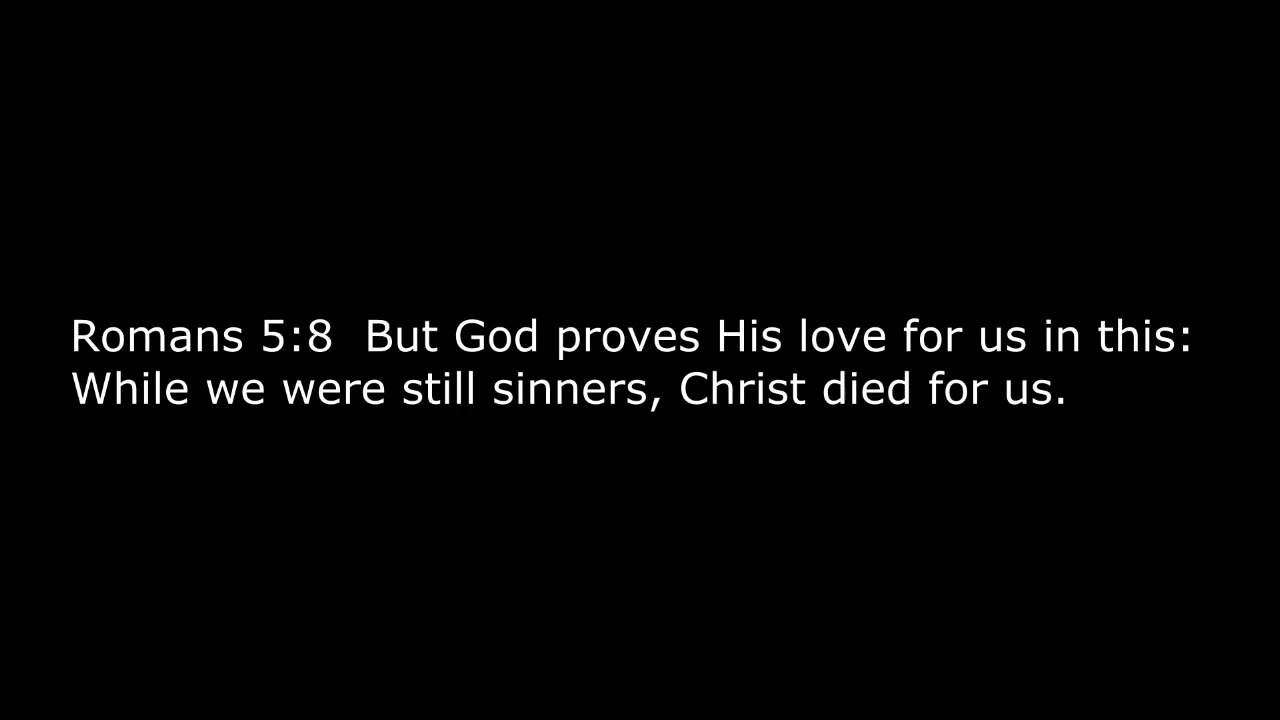 Romans 5:8  But God proves His love for us in this:
While we were still sinners, Christ died for us.